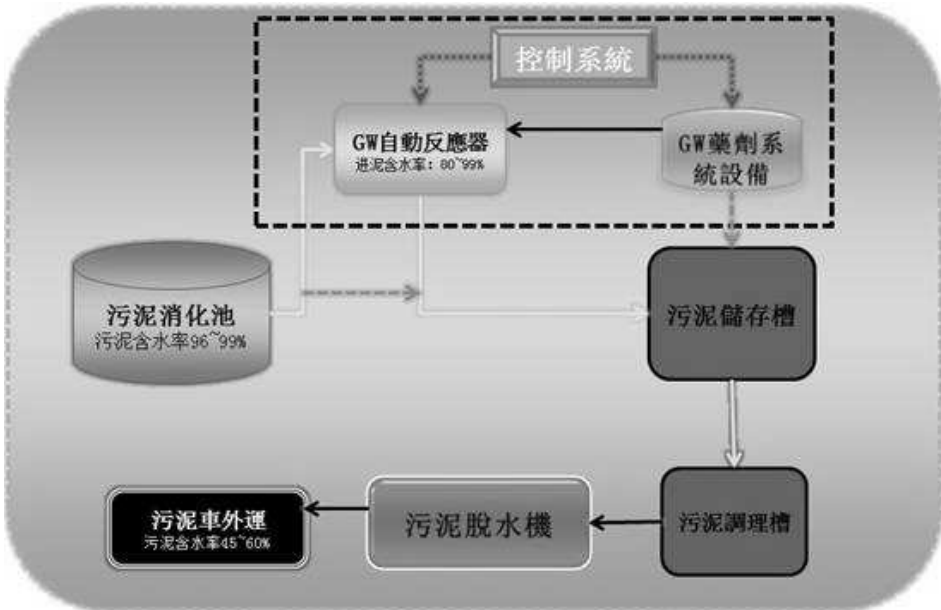 控制系統
GW自動反應器
进泥含水率: 80~99%
GW藥劑系
統設備
污泥消化池
污泥含水率96~99%
污泥儲存槽
污泥車外運
污泥含水率45~60%
污泥脫水機
污泥調理槽